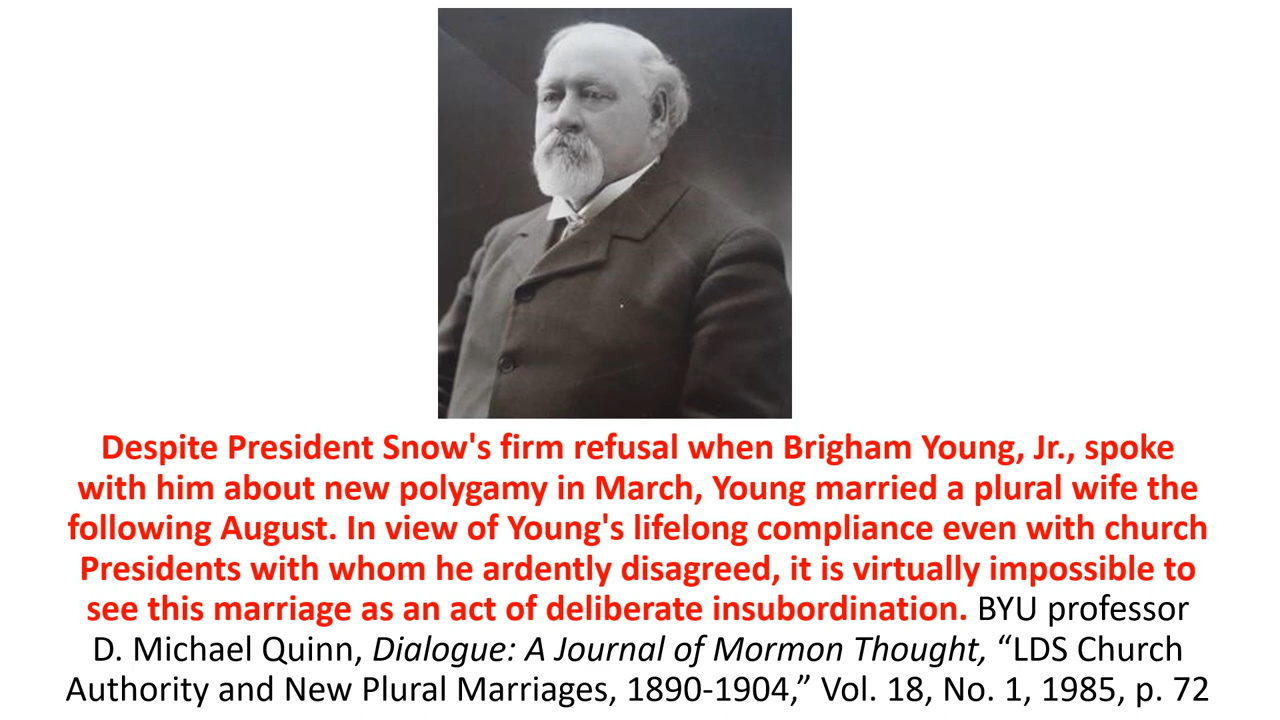 Despite President Snow's firm refusal when Brigham Young, Jr., spoke
with him about new polygamy in March, Young married a plural wife the
following August. In view of Young's lifelong compliance even with church
Presidents with whom he ardently disagreed, it is virtually impossible to
see this marriage as an act of deliberate insubordination. BYU professor
D. Michael Quinn, Dialogue: A Journal of Mormon Thought, “LDS Church
Authority and New Plural Marriages, 1890-1904,” Vol. 18, No. 1, 1985, p. 72